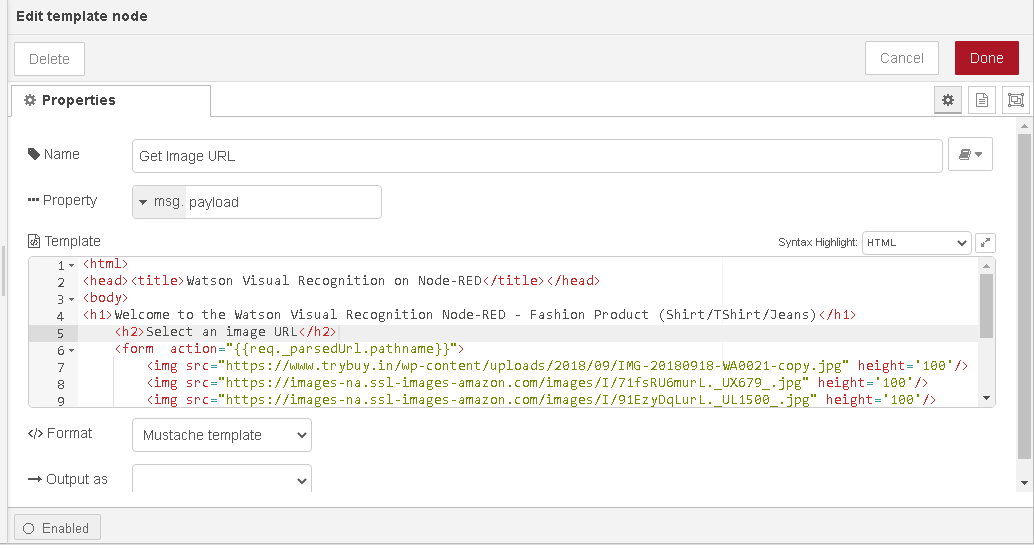 Edit template node
Delete
Cancel
Done
Properties
Name
Get Image URL
Property
msg. payload
Template
Syntax Highlight: HTML
1 <html>
2 <head><title>Watson Visual Recognition on Node-RED</title></head>
3 <body>
4 <h1>Welcome to the Watson Visual Recognition Node-RED - Fashion Product (Shirt/TShirt/Jeans)</h1>
5 <h2>Select an image URL</h2>
6 <form  action="{{req._parsedUrl.pathname}}">
7 <img src="https://www.trybuy.in/wp-content/uploads/2018/09/IMG-20180918-WA0021-copy.jpg" height='100'/>
8 <img src="https://images-na.ssl-images-amazon.com/images/I/71fsRU6murL._UX679_.jpg" height='100'/>
9 <img src="https://images-na.ssl-images-amazon.com/images/I/91EzyDqLurL._UL1500_.jpg" height='100'/>
</> Format
Mustache template
Output as
Enabled